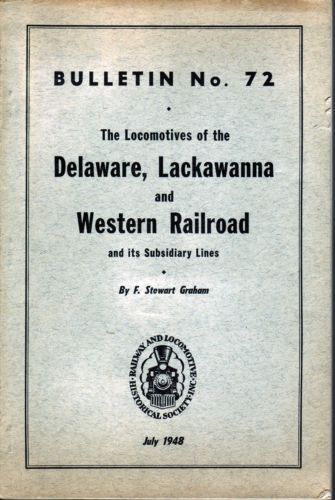 BULLETIN No. 72
The Locomotives of the
Delaware, Lackawanna
and
Western Railroad
and its Subsidiary Lines
By F. Stewart Graham
RAILWAY AND LOCOMOTIVE
HISTORICAL SOCIETY INC
July 1948